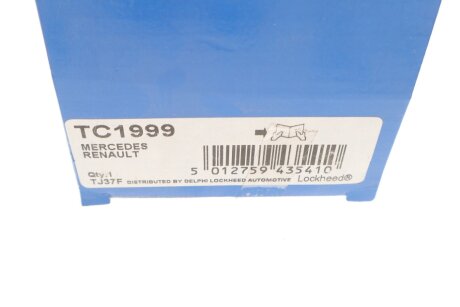 TC1999
MERCEDES
RENAULT
5 012759 435410
Qty.1
TJ37F DISTRIBUTED BY DELPHI LOCKHEED AUTOMOTIVE Lockheed®